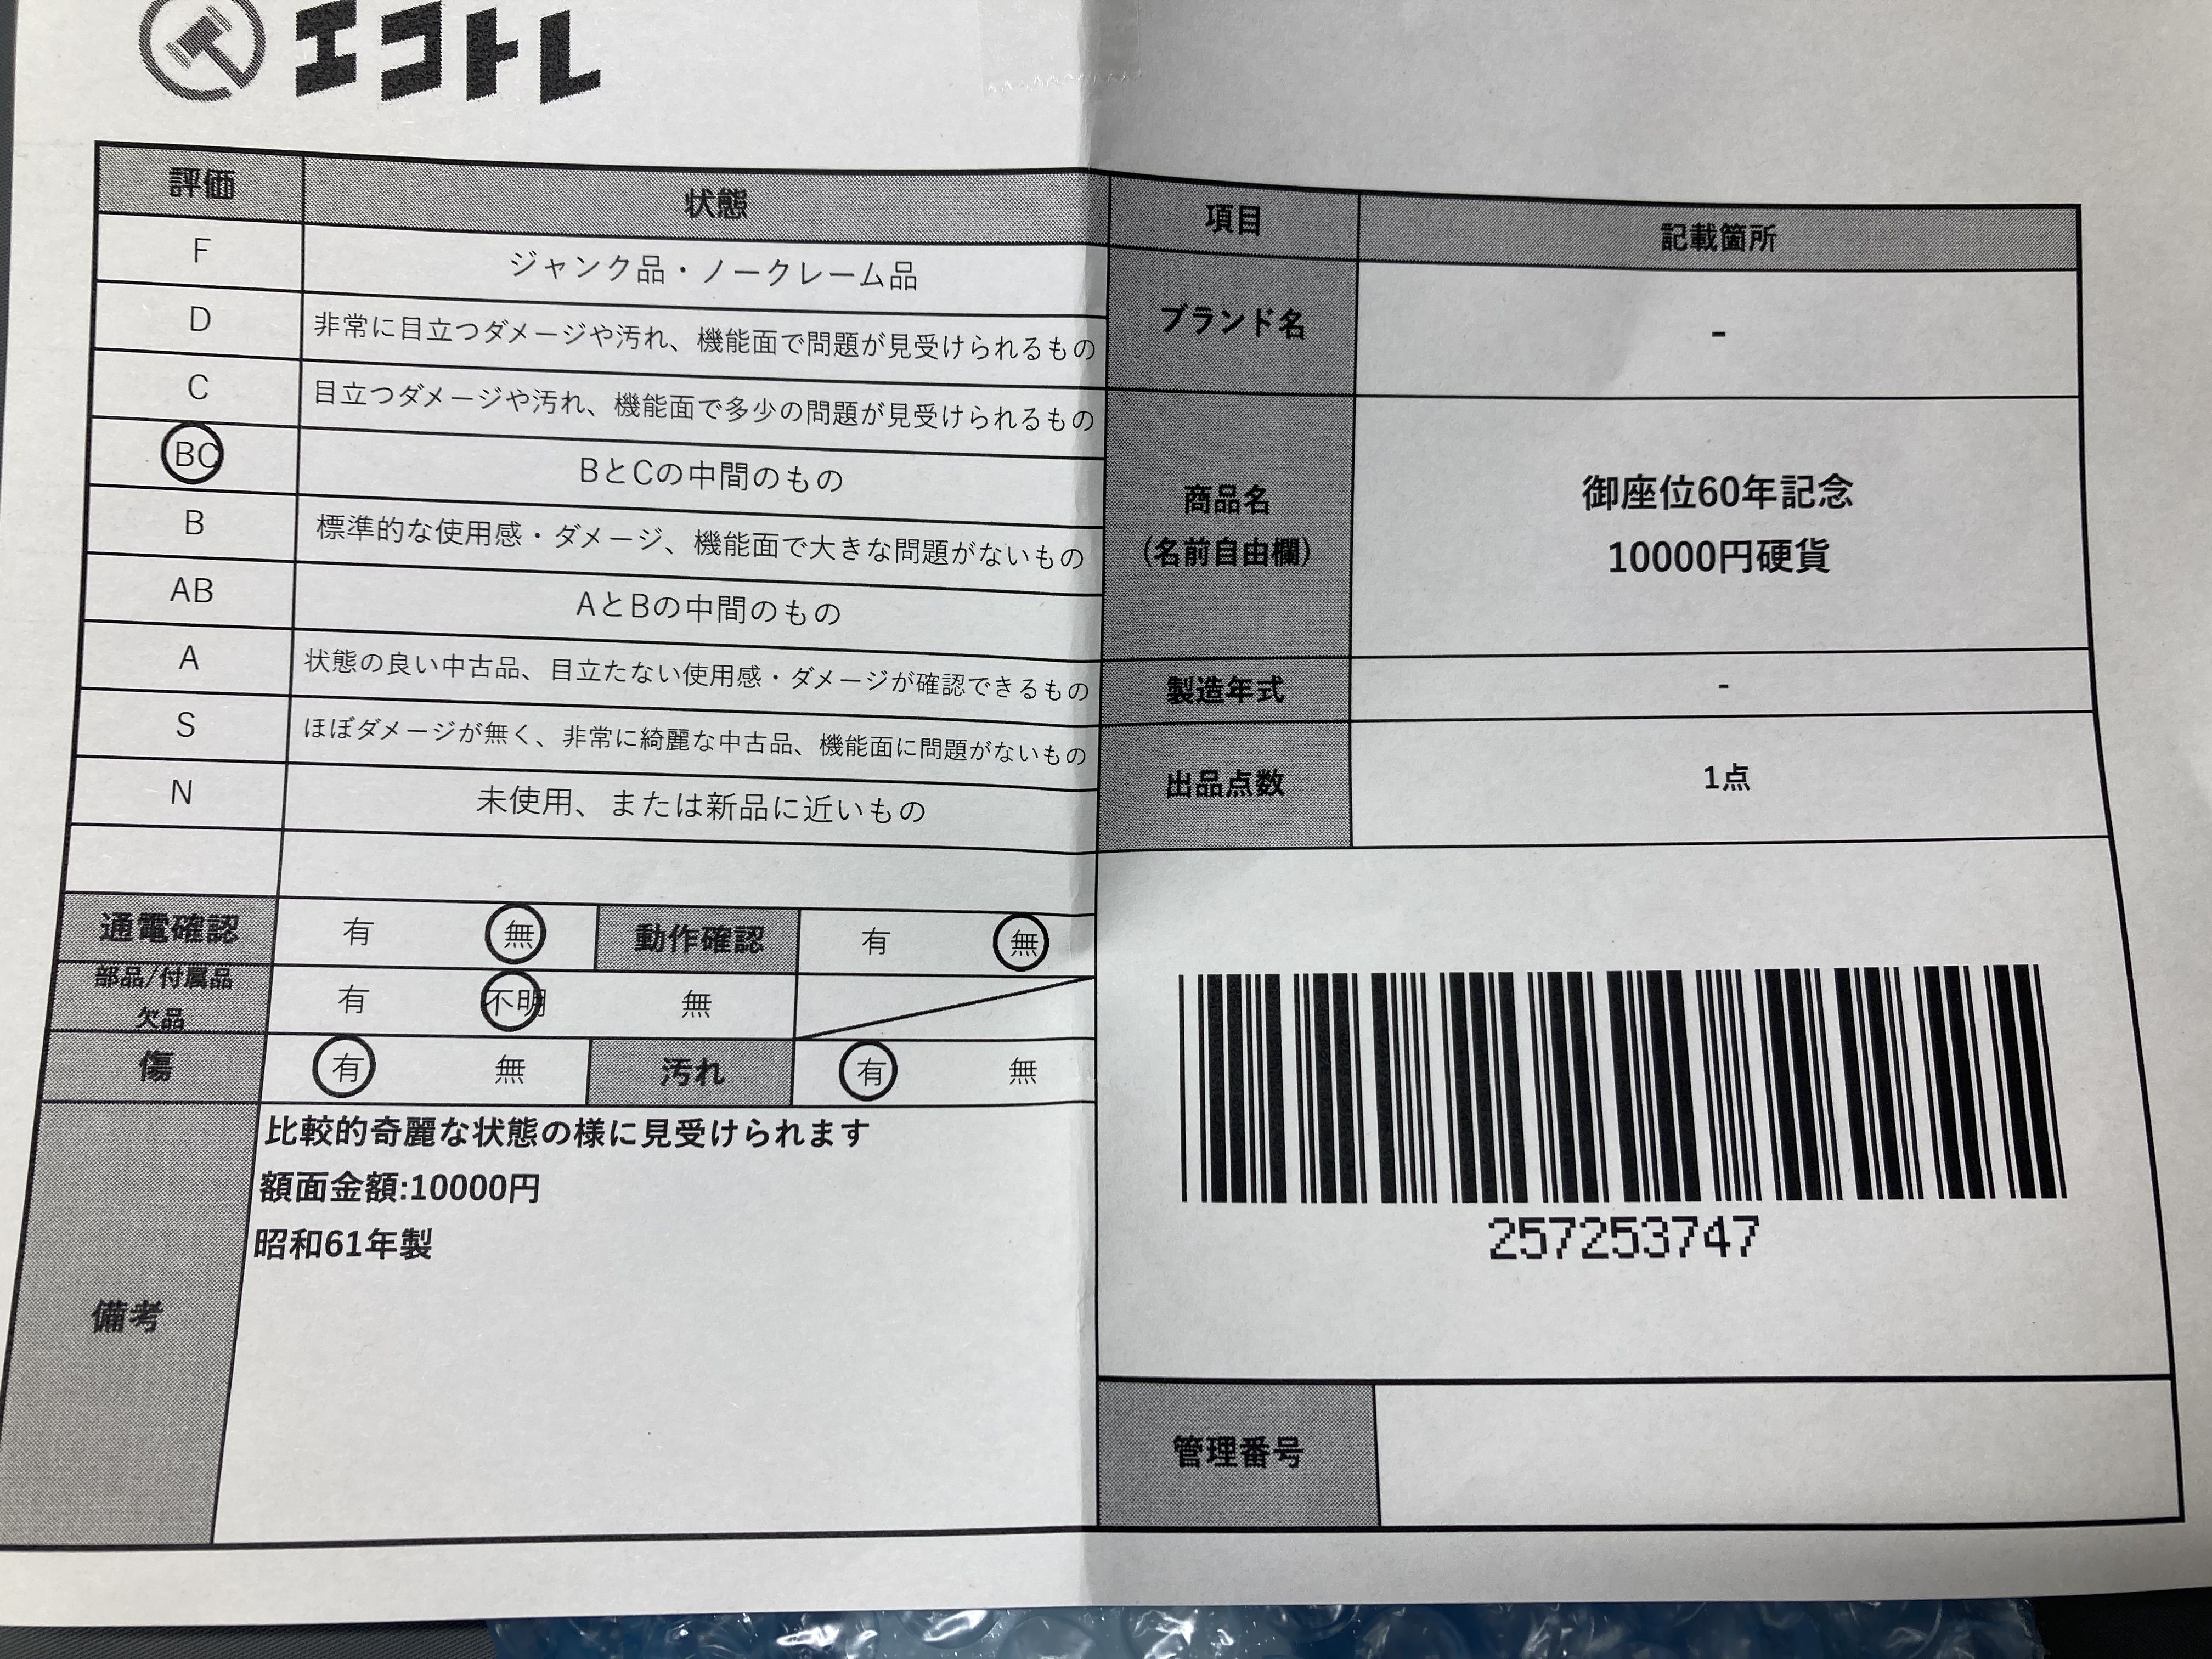 エコトレ
評価 状態
F ジャンク品・ノークレーム品
D 非常に目立つダメージや汚れ、機能面で問題が見受けられるもの
C 目立つダメージや汚れ、機能面で多少の問題が見受けられるもの
BC BとCの中間のもの
B 標準的な使用感・ダメージ、機能面で大きな問題がないもの
AB AとBの中間のもの
A 状態の良い中古品、目立たない使用感・ダメージが確認できるもの
S ほぼダメージが無く、非常に綺麗な中古品、機能面に問題がないもの
N 未使用、または新品に近いもの
通電確認 有 無 動作確認 有 無
部品/付属品
欠品 有 不明 無
傷 有 無 汚れ 有 無
備考
比較的奇麗な状態の様に見受けられます
額面金額:10000円
昭和61年製
項目 記載箇所
ブランド名 -
商品名
(名前自由欄)
御座位60年記念
10000円硬貨
製造年式 -
出品点数 1点
257253747
管理番号